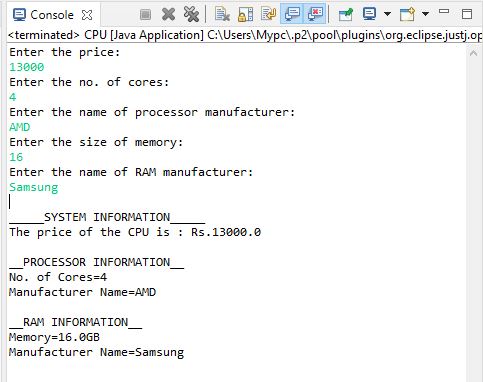 Console
<terminated> CPU [Java Application] C:\Users\Mypc\.p2\pool\plugins\org.eclipse.justj.op
Enter the price:
13000
Enter the no. of cores:
4
Enter the name of processor manufacturer:
AMD
Enter the size of memory:
16
Enter the name of RAM manufacturer:
Samsung
_____SYSTEM INFORMATION_____
The price of the CPU is : Rs.13000.0
__PROCESSOR INFORMATION__
No. of Cores=4
Manufacturer Name=AMD
__RAM INFORMATION__
Memory=16.0GB
Manufacturer Name=Samsung